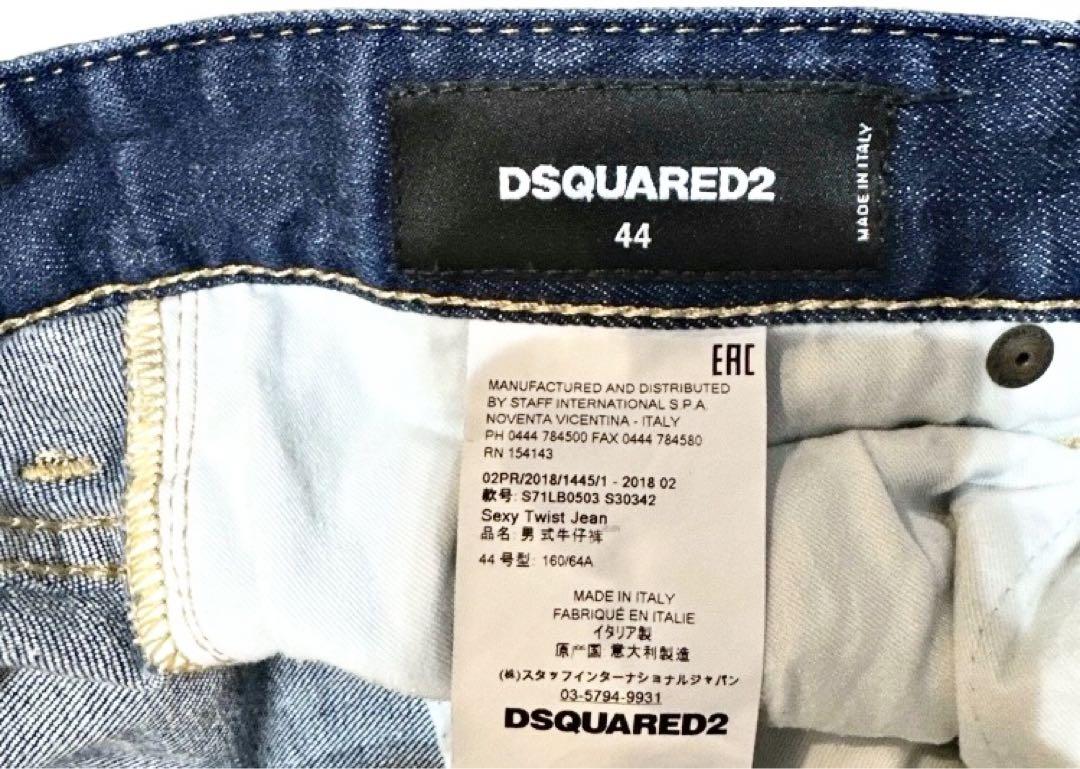 DSQUARED2
44
MADE IN ITALY
EAC
MANUFACTURED AND DISTRIBUTED
BY STAFF INTERNATIONAL S.P.A.
NOVENTA VICENTINA - ITALY
PH 0444 784500 FAX 0444 784580
RN 154143
02PR/2018/1445/1 - 2018 02
款号: S71LB0503 S30342
Sexy Twist Jean
品名: 男 式牛仔裤
44 号型: 160/64A
MADE IN ITALY
FABRIQUÉ EN ITALIE
イタリア製
原产国 意大利製造
(株)スタッフインターナショナルジャパン
03-5794-9931
DSQUARED2